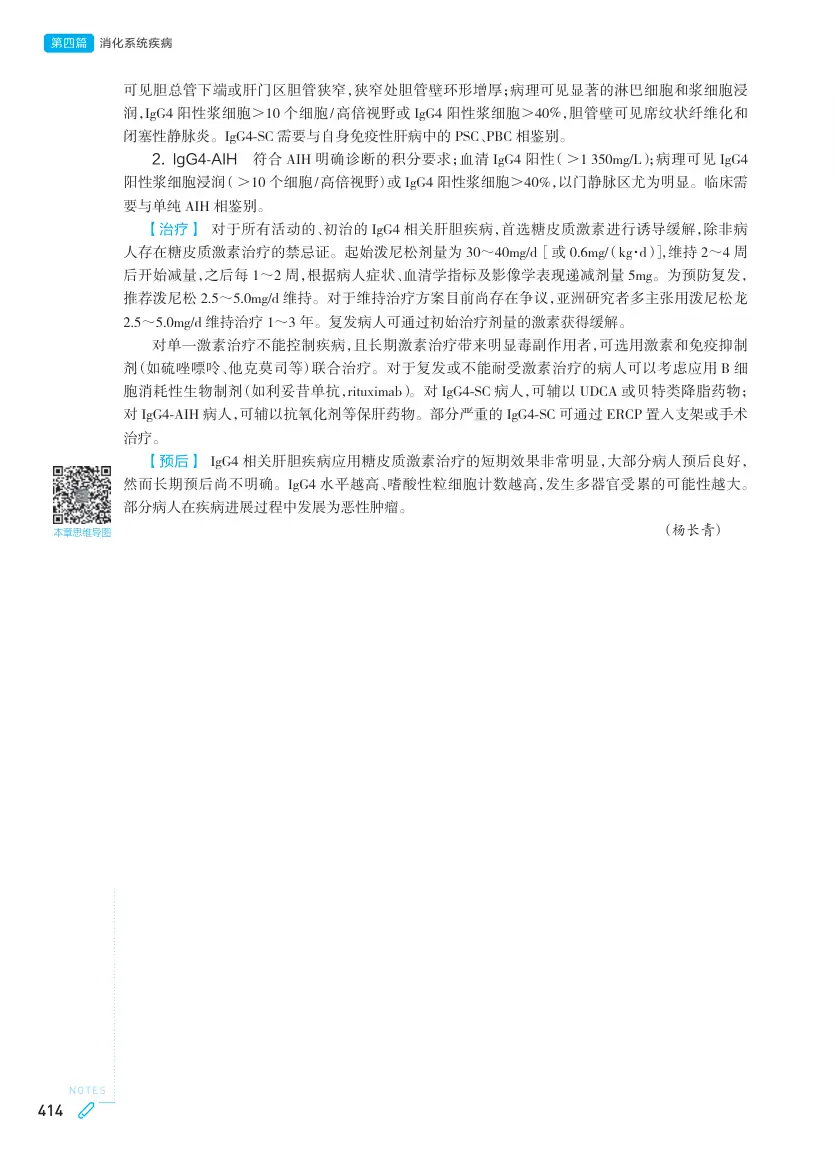 第四篇 消化系统疾病
可见胆总管下端或肝门区胆管狭窄,狭窄处胆管壁环形增厚;病理可见显著的淋巴细胞和浆细胞浸
润,IgG4 阳性浆细胞>10 个细胞/高倍视野或 IgG4 阳性浆细胞>40%,胆管壁可见席纹状纤维化和
闭塞性静脉炎。IgG4-SC 需要与自身免疫性肝病中的 PSC、PBC 相鉴别。
2. IgG4-AIH 符合 AIH 明确诊断的积分要求;血清 IgG4 阳性(>1 350mg/L);病理可见 IgG4
阳性浆细胞浸润(>10 个细胞/高倍视野)或 IgG4 阳性浆细胞>40%,以门静脉区尤为明显。临床需
要与单纯 AIH 相鉴别。
【治疗】 对于所有活动的、初治的 IgG4 相关肝胆疾病,首选糖皮质激素进行诱导缓解,除非病
人存在糖皮质激素治疗的禁忌证。起始泼尼松剂量为 30~40mg/d[或 0.6mg/(kg·d)],维持 2~4 周
后开始减量,之后每 1~2 周,根据病人症状、血清学指标及影像学表现递减剂量 5mg。为预防复发,
推荐泼尼松 2.5~5.0mg/d 维持。对于维持治疗方案目前尚存在争议,亚洲研究者多主张用泼尼松龙
2.5~5.0mg/d 维持治疗 1~3 年。复发病人可通过初始治疗剂量的激素获得缓解。
对单一激素治疗不能控制疾病,且长期激素治疗带来明显毒副作用者,可选用激素和免疫抑制
剂(如硫唑嘌呤、他克莫司等)联合治疗。对于复发或不能耐受激素治疗的病人可以考虑应用 B 细
胞消耗性生物制剂(如利妥昔单抗,rituximab)。对 IgG4-SC 病人,可辅以 UDCA 或贝特类降脂药物;
对 IgG4-AIH 病人,可辅以抗氧化剂等保肝药物。部分严重的 IgG4-SC 可通过 ERCP 置入支架或手术
治疗。
【预后】 IgG4 相关肝胆疾病应用糖皮质激素治疗的短期效果非常明显,大部分病人预后良好,
然而长期预后尚不明确。IgG4 水平越高、嗜酸性粒细胞计数越高,发生多器官受累的可能性越大。
部分病人在疾病进展过程中发展为恶性肿瘤。
(杨长青)
本章思维导图
NOTES
414